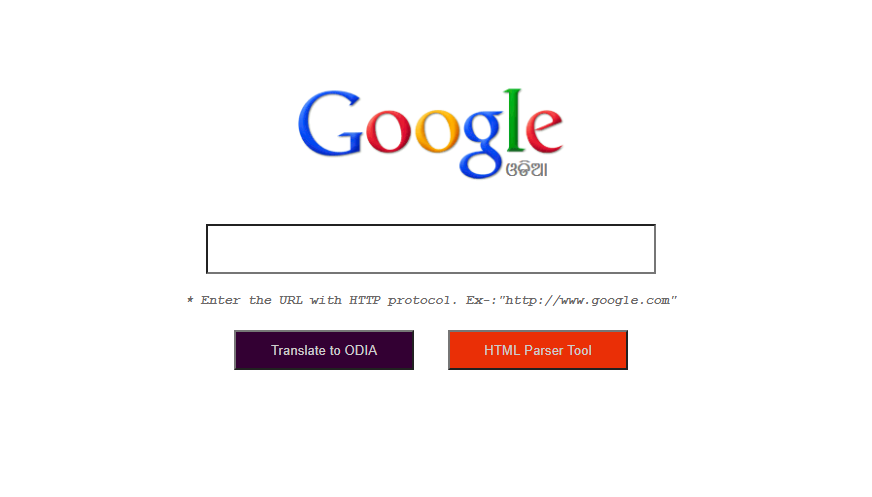 Google
ଓଡିଆ
* Enter the URL with HTTP protocol. Ex-:"http://www.google.com"
Translate to ODIA HTML Parser Tool